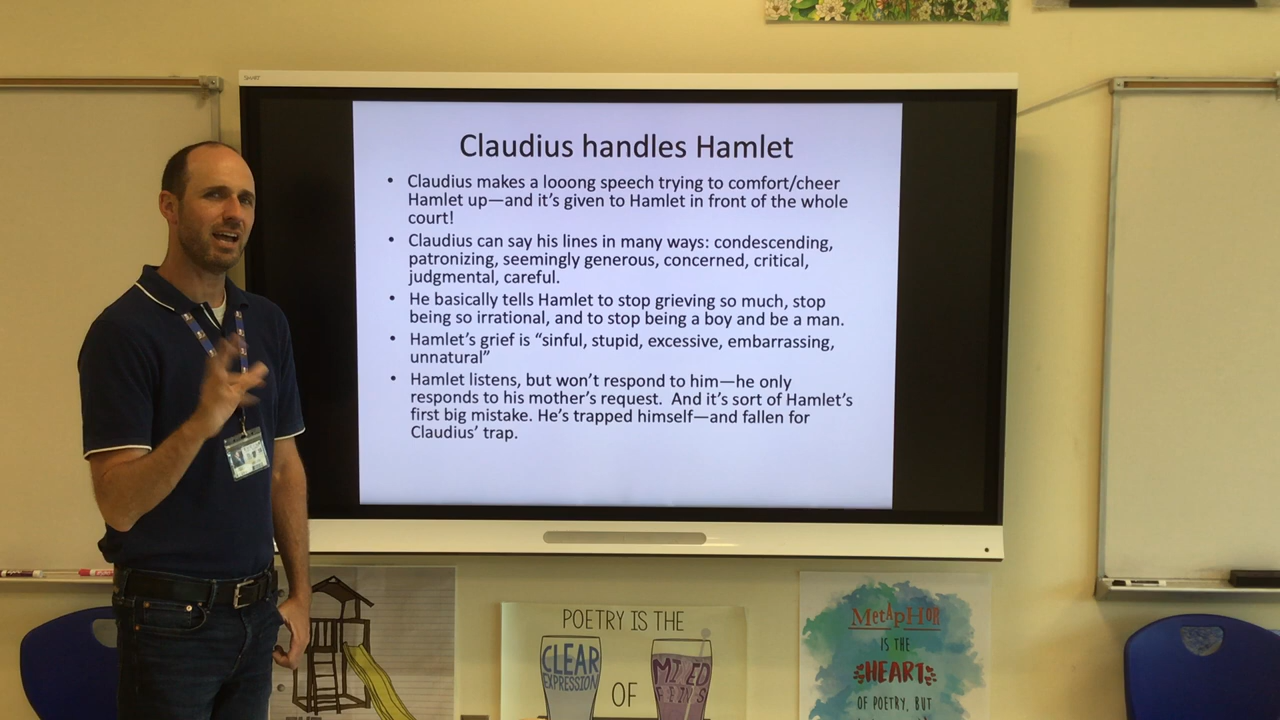 SMART
Claudius handles Hamlet
• Claudius makes a looong speech trying to comfort/cheer
Hamlet up—and it's given to Hamlet in front of the whole
court!
• Claudius can say his lines in many ways: condescending,
patronizing, seemingly generous, concerned, critical,
judgmental, careful.
• He basically tells Hamlet to stop grieving so much, stop
being so irrational, and to stop being a boy and be a man.
• Hamlet's grief is "sinful, stupid, excessive, embarrassing,
unnatural"
• Hamlet listens, but won't respond to him—he only
responds to his mother's request. And it's sort of Hamlet's
first big mistake. He's trapped himself—and fallen for
Claudius' trap.
POETRY IS THE
CLEAR
EXPRESSION
OF
METAPHOR
IS THE
HEART
OF POETRY, BUT